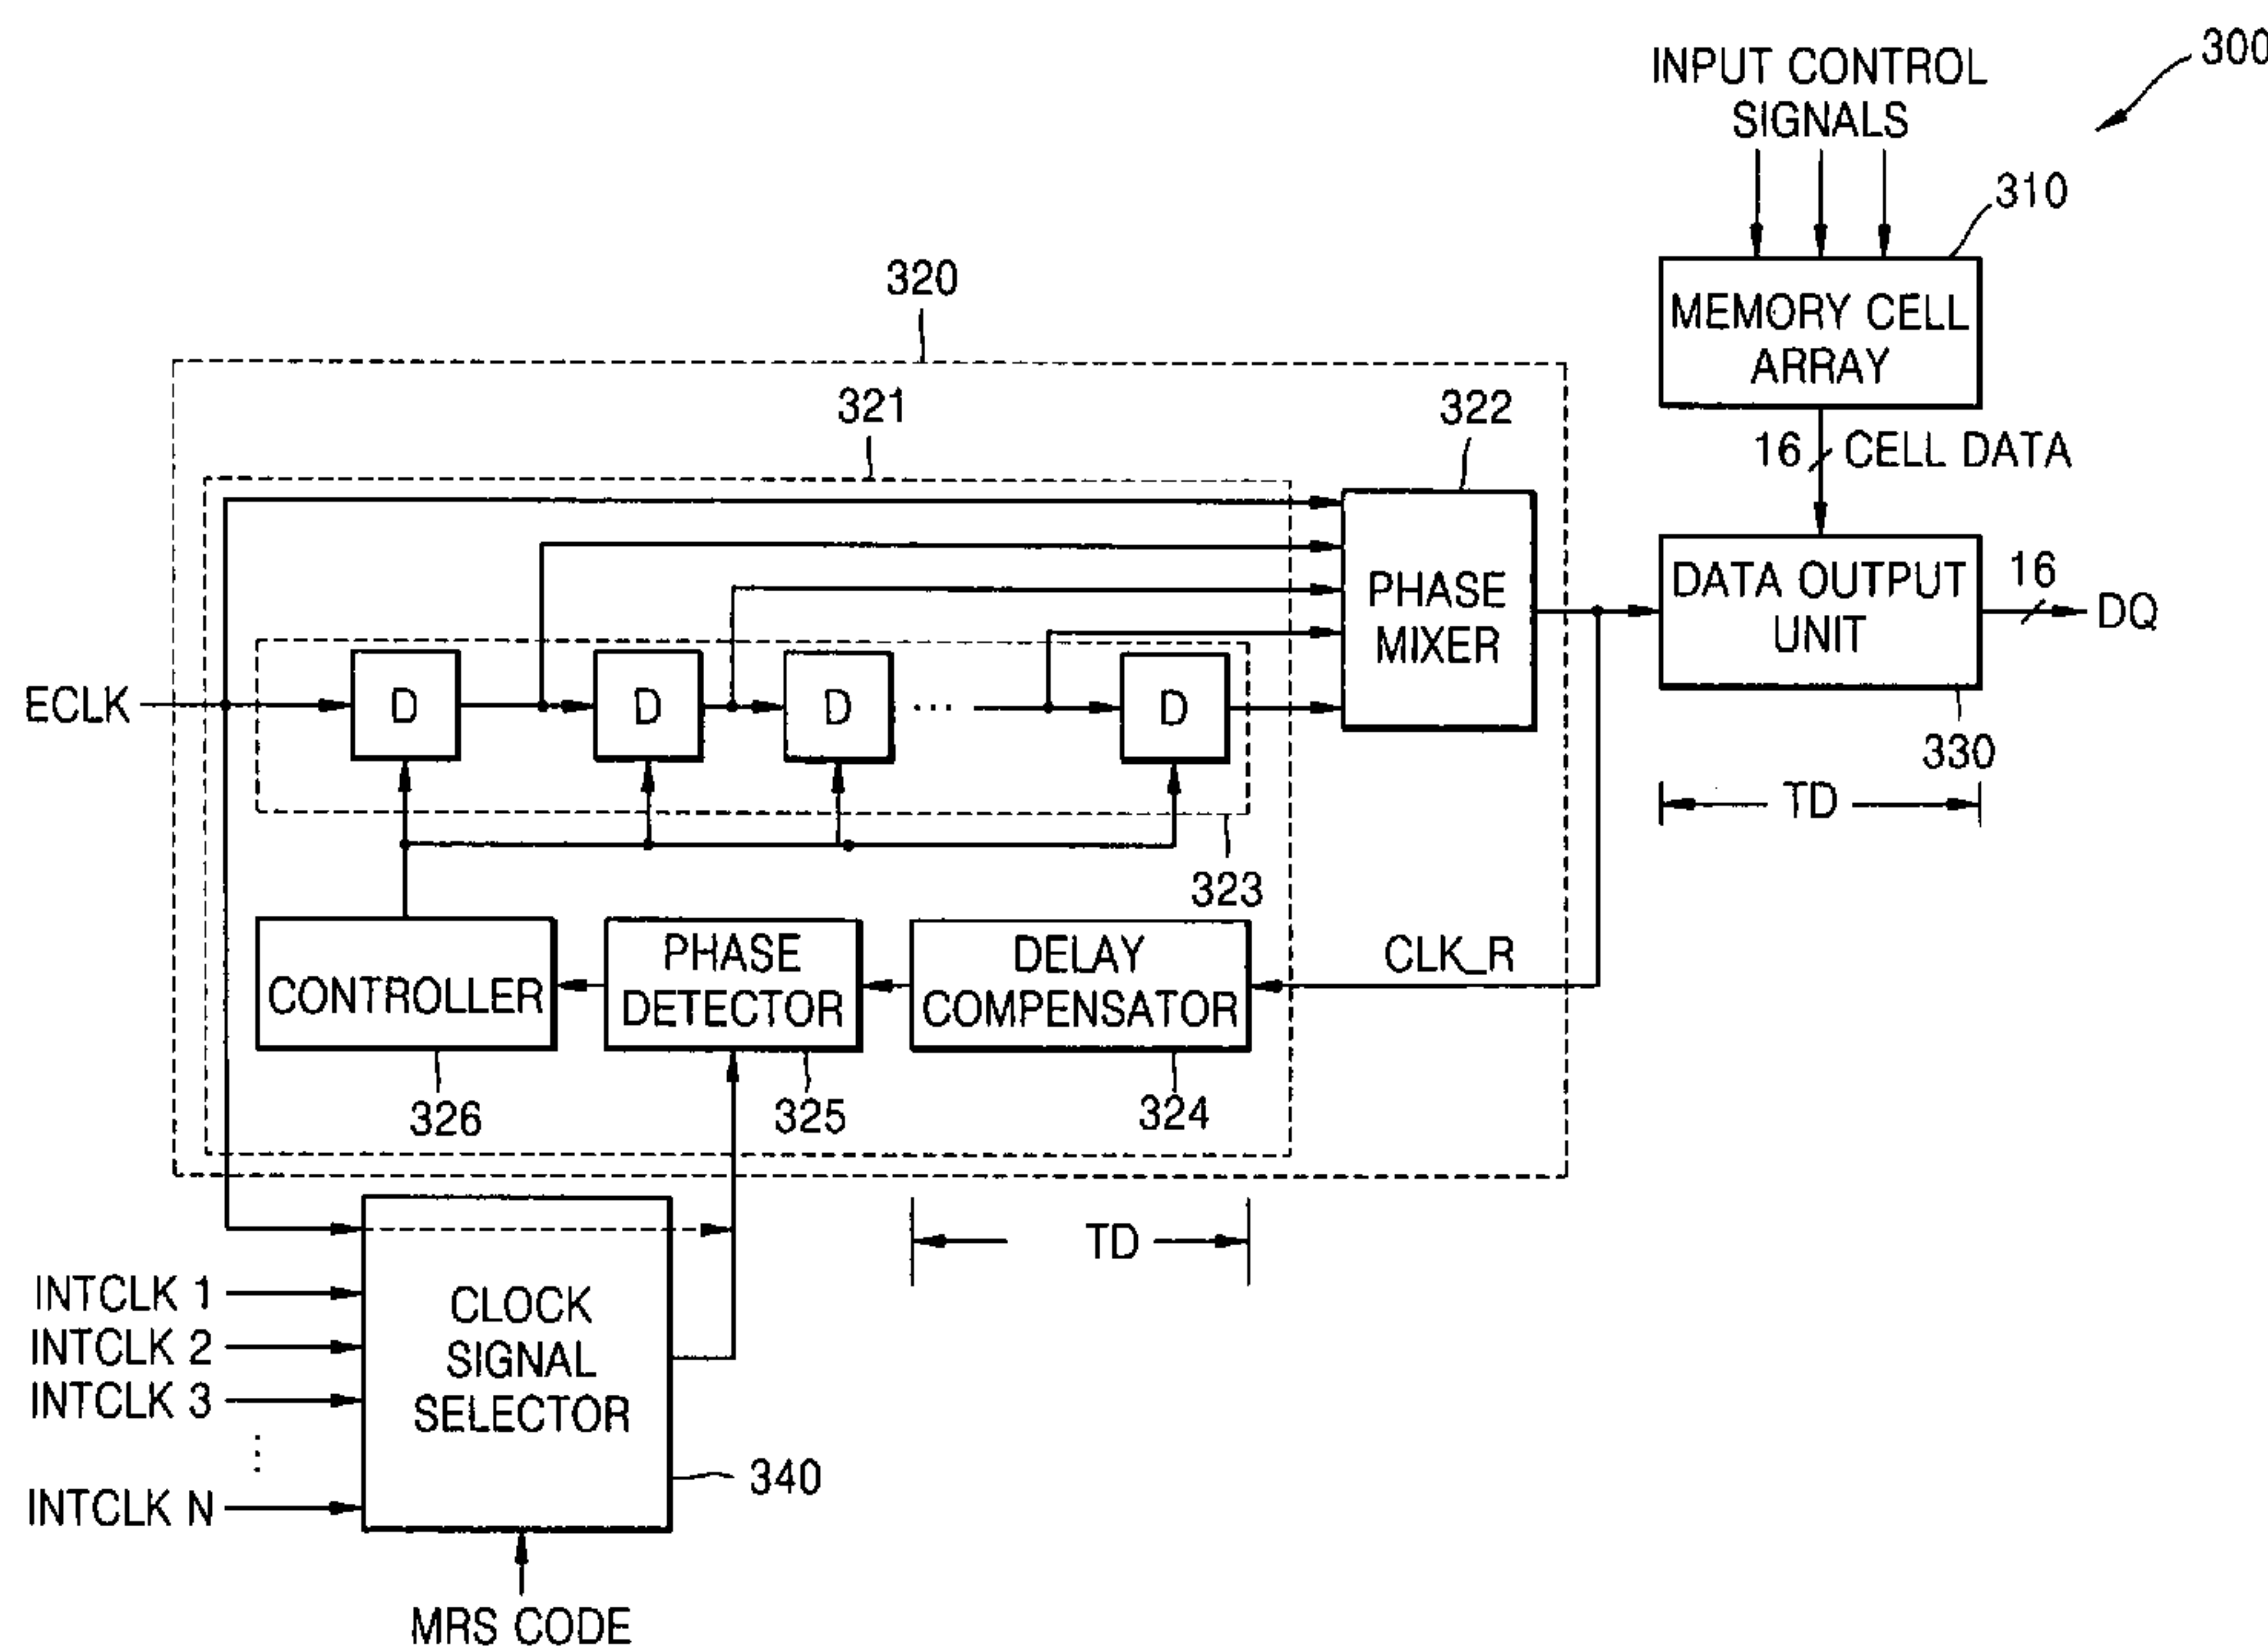 300
INPUT CONTROL
SIGNALS
310
MEMORY CELL
ARRAY
320
321
322
16
CELL DATA
PHASE
MIXER
DATA OUTPUT
UNIT
16
DQ
ECLK
D
D
D
...
D
330
TD
323
CONTROLLER
PHASE
DETECTOR
DELAY
COMPENSATOR
CLK_R
326
325
324
TD
INTCLK 1
INTCLK 2
INTCLK 3
⋮
INTCLK N
CLOCK
SIGNAL
SELECTOR
340
MRS CODE